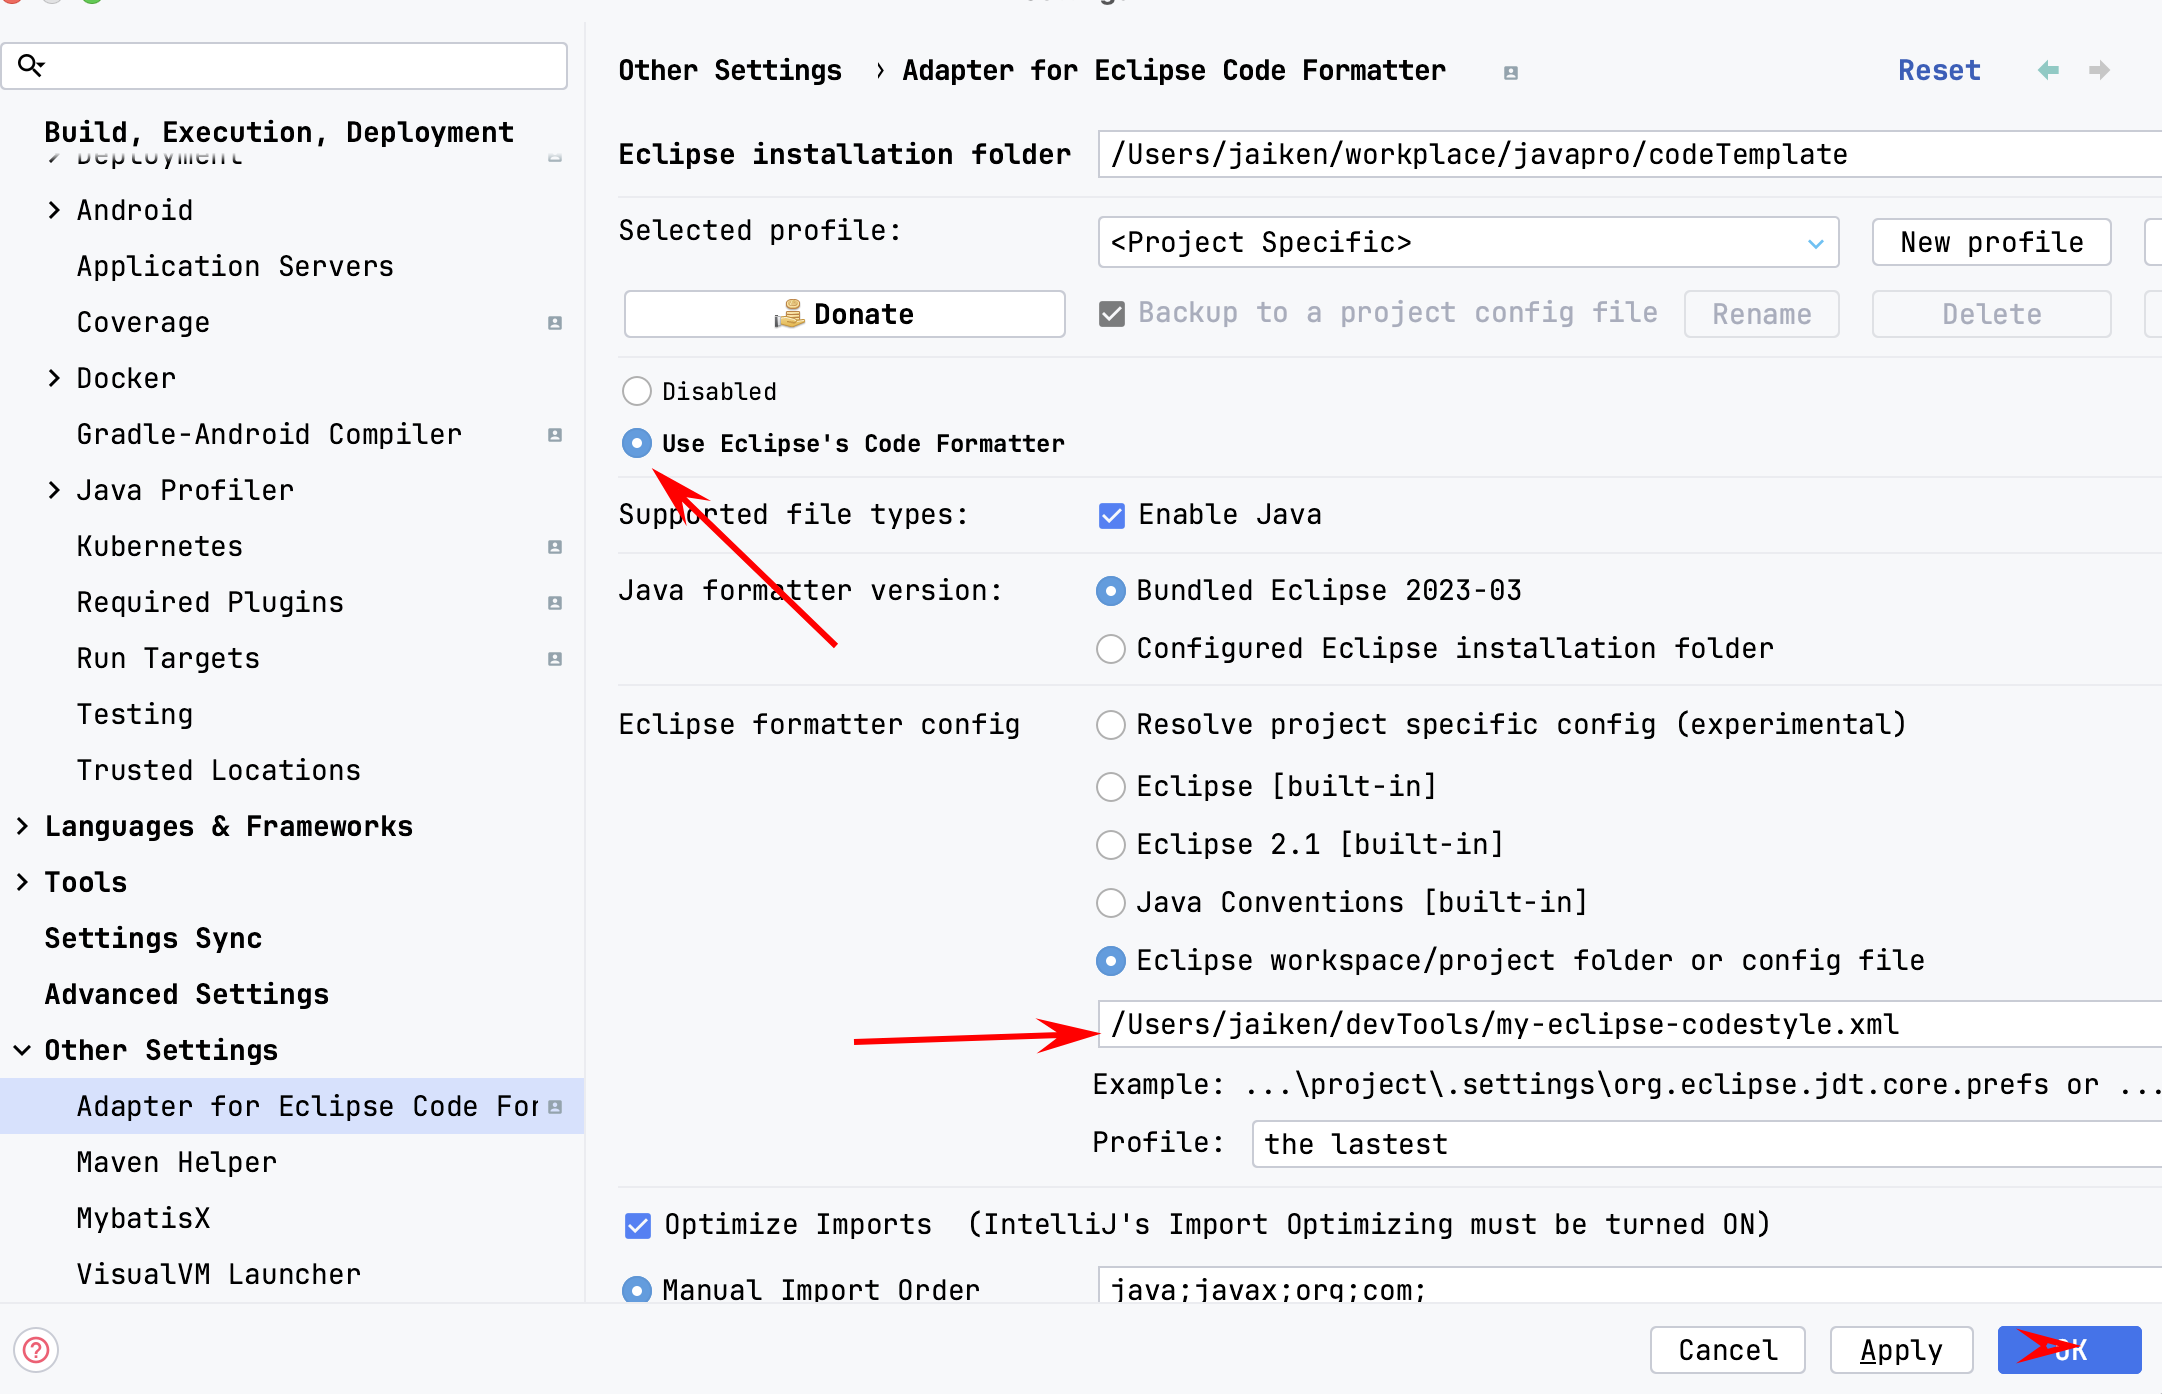 Build, Execution, Deployment
Deployment
Android
Application Servers
Coverage
Docker
Gradle-Android Compiler
Java Profiler
Kubernetes
Required Plugins
Run Targets
Testing
Trusted Locations
Languages & Frameworks
Tools
Settings Sync
Advanced Settings
Other Settings
Adapter for Eclipse Code For
Maven Helper
MybatisX
VisualVM Launcher
Other Settings › Adapter for Eclipse Code Formatter
Reset
Eclipse installation folder /Users/jaiken/workplace/javapro/codeTemplate
Selected profile: <Project Specific> New profile
Donate Backup to a project config file Rename Delete
Disabled
Use Eclipse's Code Formatter
Supported file types: Enable Java
Java formatter version: Bundled Eclipse 2023-03
Configured Eclipse installation folder
Eclipse formatter config Resolve project specific config (experimental)
Eclipse [built-in]
Eclipse 2.1 [built-in]
Java Conventions [built-in]
Eclipse workspace/project folder or config file
/Users/jaiken/devTools/my-eclipse-codestyle.xml
Example: ...\project\.settings\org.eclipse.jdt.core.prefs or ...
Profile: the lastest
Optimize Imports (IntelliJ's Import Optimizing must be turned ON)
Manual Import Order java;javax;org;com;
Cancel Apply OK